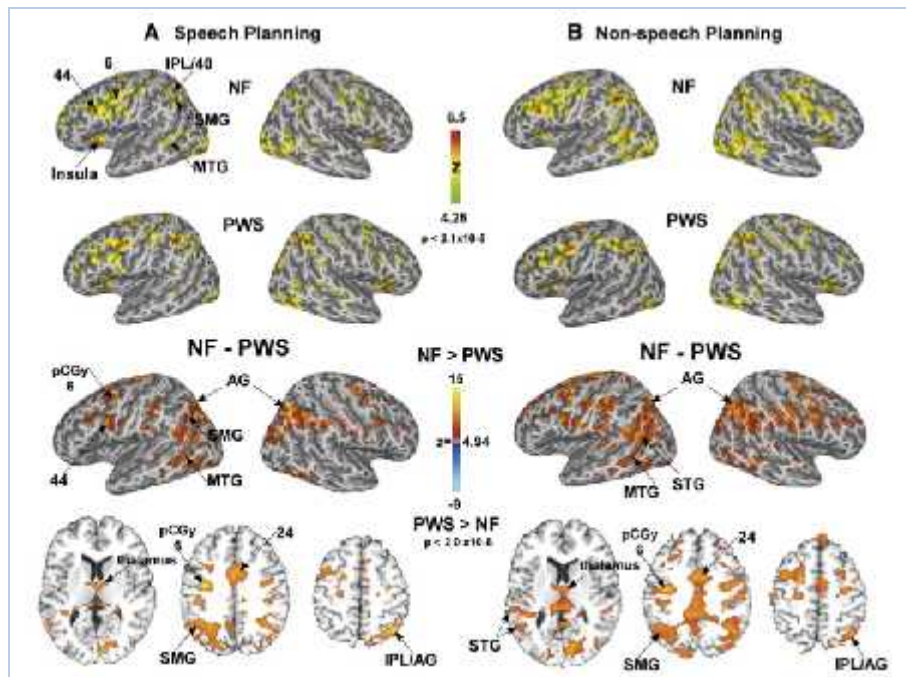 A Speech Planning
B Non-speech Planning
44
6
IPL/40
NF
SMG
MTG
Insula
6.5
Z
4.26
NF
PWS
PWS
NF - PWS
pCGy
6
AG
SMG
MTG
44
NF > PWS
15
4.94
-9
PWS > NF
NF - PWS
AG
MTG
STG
pCGy
6
24
thalamus
SMG
IPL/AG
pCGy
6
24
thalamus
STG
SMG
IPL/AG